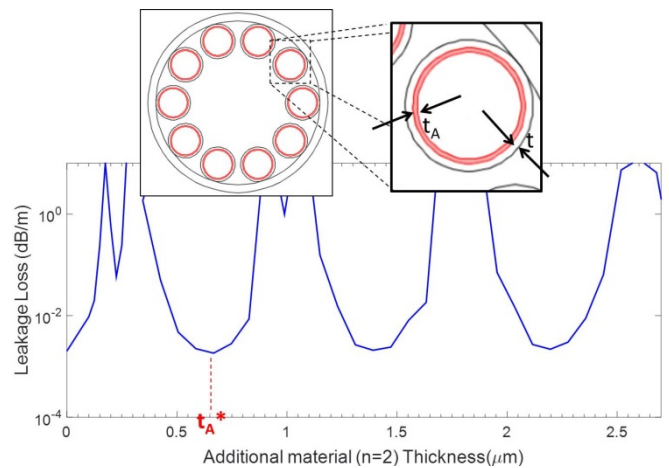 t_A
t
10^0
10^-2
10^-4
Leakage Loss (dB/m)
t_A*
0
0.5
1
1.5
2
2.5
Additional material (n=2) Thickness(μm)